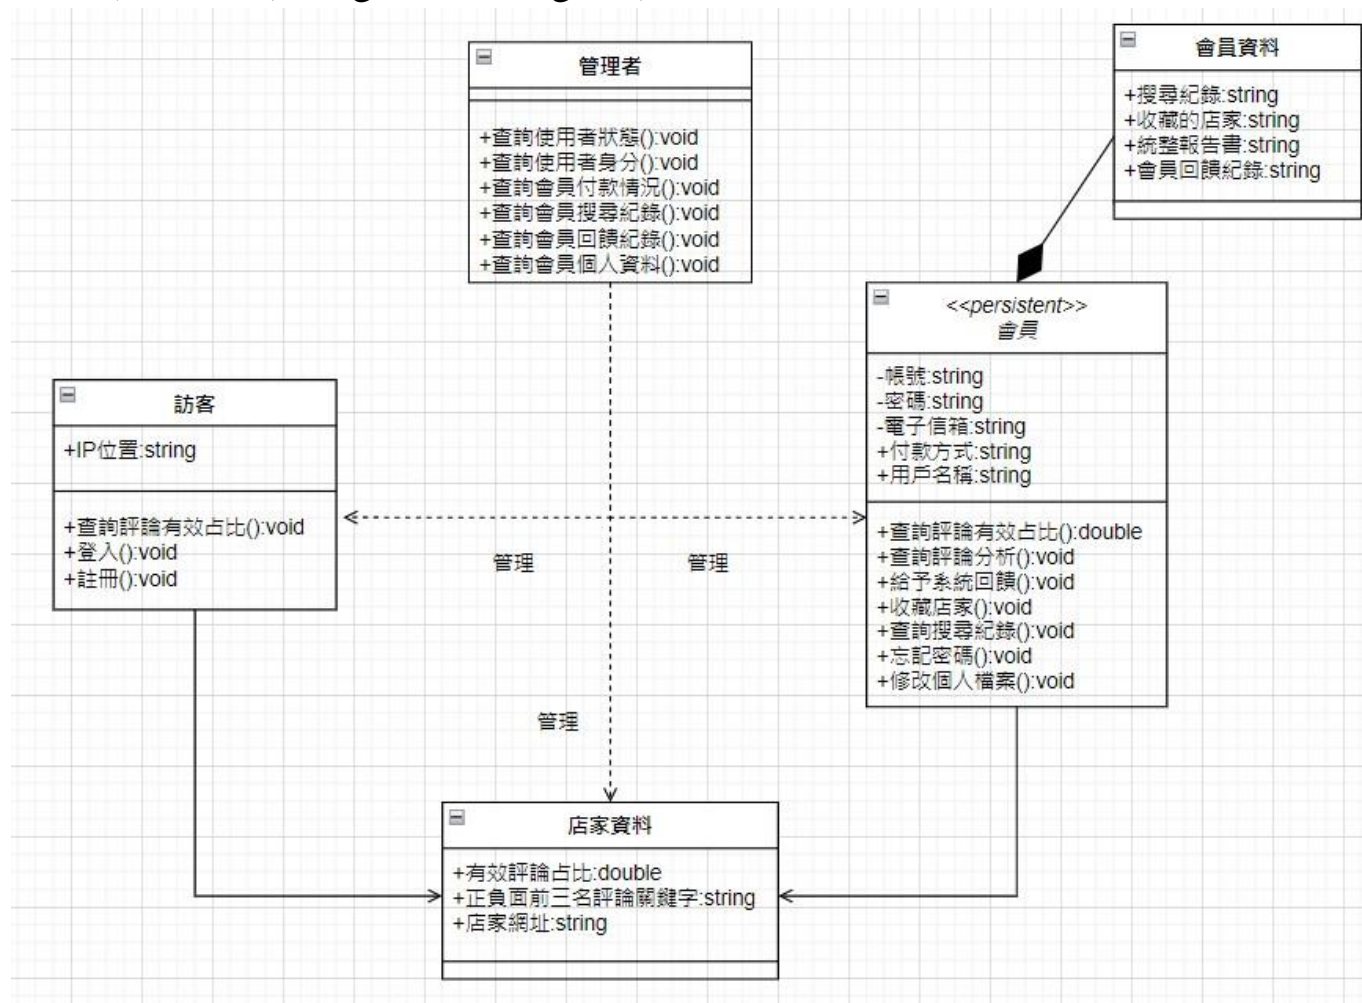 管理者
+查詢使用者狀態():void
+查詢使用者身分():void
+查詢會員付款情況():void
+查詢會員搜尋紀錄():void
+查詢會員回饋紀錄():void
+查詢會員個人資料():void
會員資料
+搜尋紀錄:string
+收藏的店家:string
+統整報告書:string
+會員回饋紀錄:string
<<persistent>>
會員
-帳號:string
-密碼:string
-電子信箱:string
+付款方式:string
+用戶名稱:string
+查詢評論有效占比():double
+查詢評論分析():void
+給予系統回饋():void
+收藏店家():void
+查詢搜尋紀錄():void
+忘記密碼():void
+修改個人檔案():void
訪客
+IP位置:string
+查詢評論有效占比():void
+登入():void
+註冊():void
管理
管理
管理
店家資料
+有效評論占比:double
+正負面前三名評論關鍵字:string
+店家網址:string